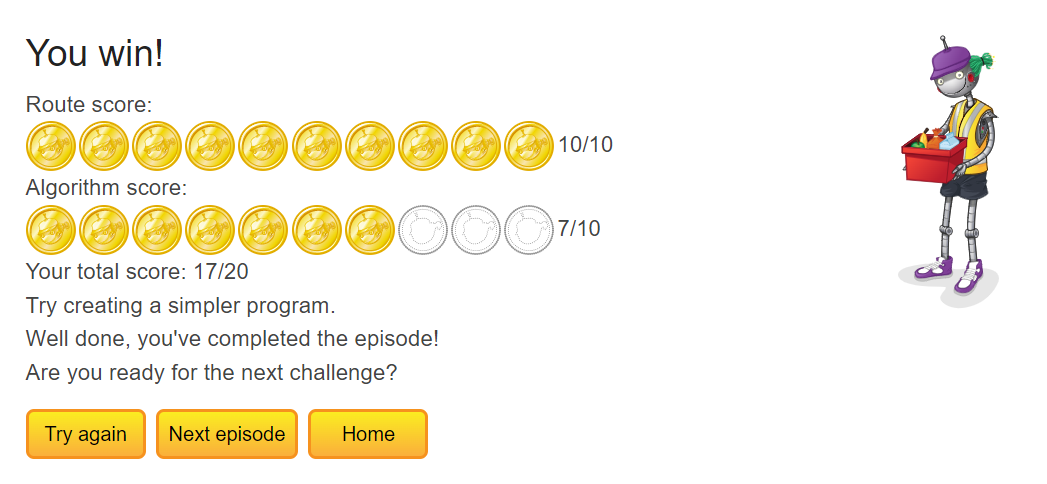 You win!
Route score:
10/10
Algorithm score:
7/10
Your total score: 17/20
Try creating a simpler program.
Well done, you've completed the episode!
Are you ready for the next challenge?
Try again
Next episode
Home